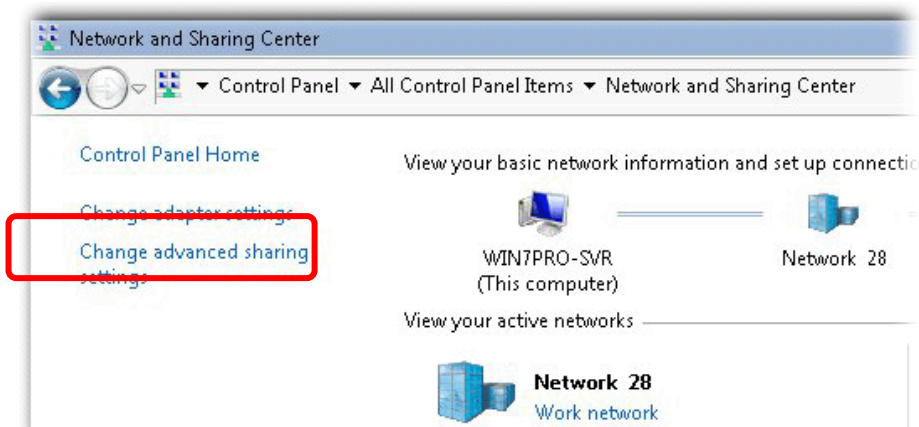 Network and Sharing Center
Control Panel All Control Panel Items Network and Sharing Center
Control Panel Home
Change adapter settings
Change advanced sharing
settings
View your basic network information and set up connectio
WIN7PRO-SVR
(This computer)
Network 28
View your active networks
Network 28
Work network